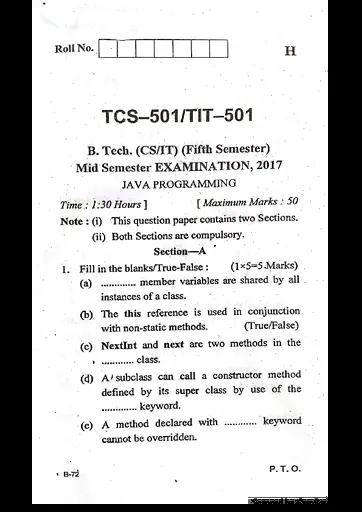 Roll No.
H
TCS–501/TIT–501
B. Tech. (CS/IT) (Fifth Semester)
Mid Semester EXAMINATION, 2017
JAVA PROGRAMMING
Time : 1:30 Hours ] [ Maximum Marks : 50
Note : (i) This question paper contains two Sections.
(ii) Both Sections are compulsory.
Section—A
1. Fill in the blanks/True-False : (1×5=5 Marks)
(a) ............. member variables are shared by all
instances of a class.
(b) The this reference is used in conjunction
with non-static methods. (True/False)
(c) NextInt and next are two methods in the
............ class.
(d) A subclass can call a constructor method
defined by its super class by use of the
............. keyword.
(e) A method declared with ............ keyword
cannot be overridden.
B-72 P. T. O.